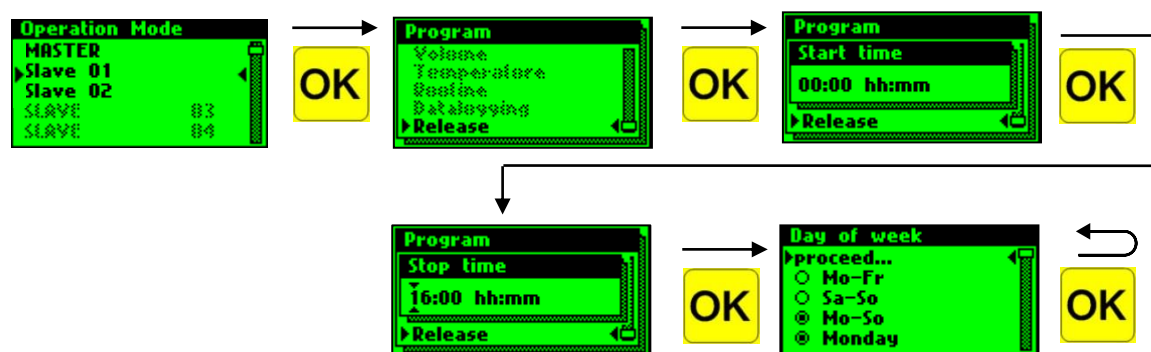 Operation Mode
MASTER
Slave 01
Slave 02
SLAVE 03
SLAVE 04
OK
Program
Volume
Temperature
Routine
Datalogging
Release
OK
Program
Start time
00:00 hh:mm
Release
OK
Program
Stop time
16:00 hh:mm
Release
OK
Day of week
proceed...
Mo-Fr
Sa-So
Mo-So
Monday
OK